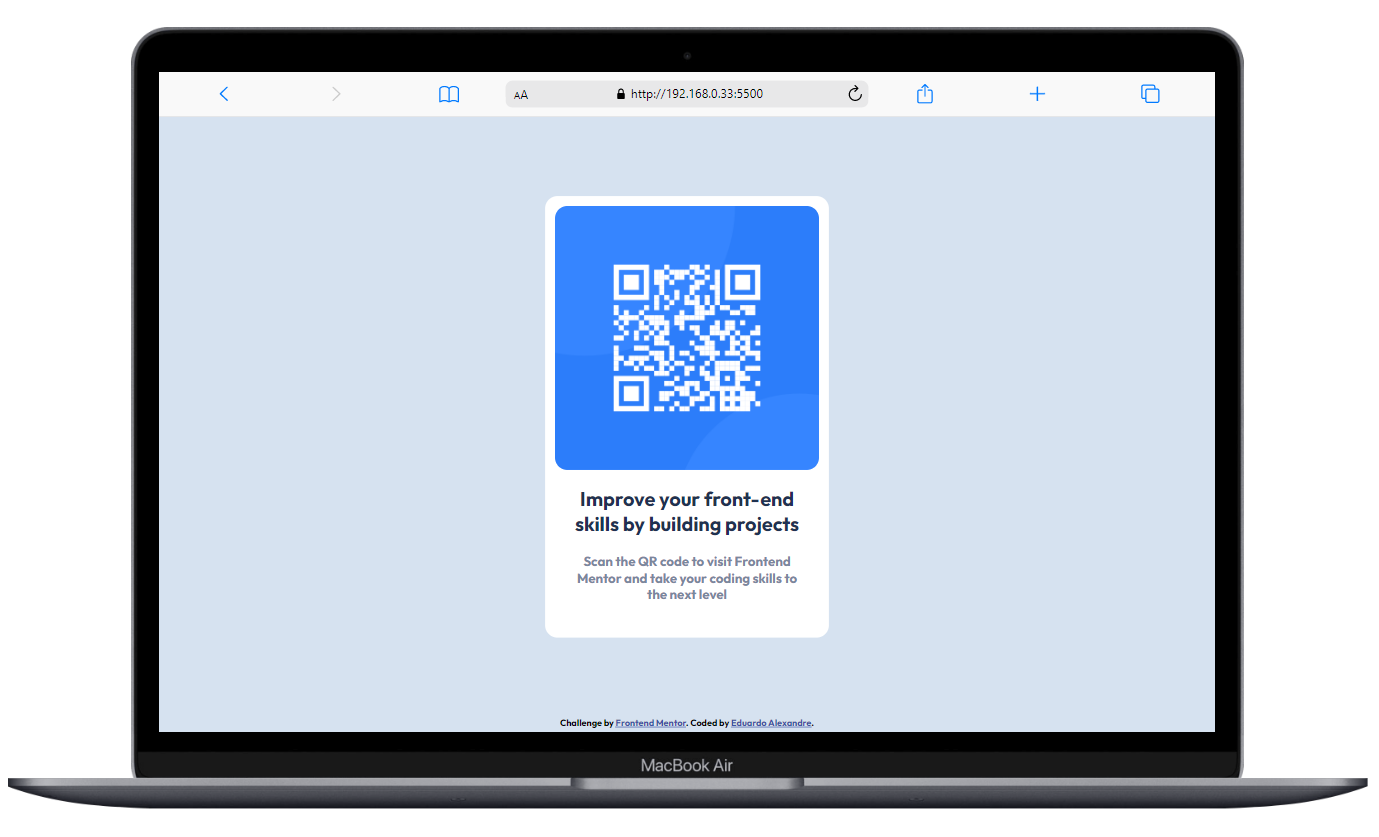 AA
http://192.168.0.33:5500
Improve your front-end
skills by building projects
Scan the QR code to visit Frontend
Mentor and take your coding skills to
the next level
Challenge by Frontend Mentor. Coded by Eduardo Alexandre.
MacBook Air